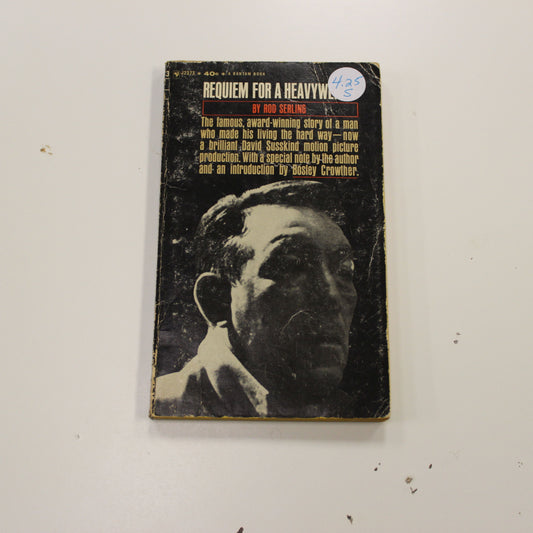 40¢ ★ A BANTAM BOOK
REQUIEM FOR A HEAVYW
4.25
5
BY ROD SERLING
The famous, award-winning story of a man
who made his living the hard way—now
a brilliant David Susskind motion picture
production. With a special note by the author
and an introduction by Bosley Crowther.